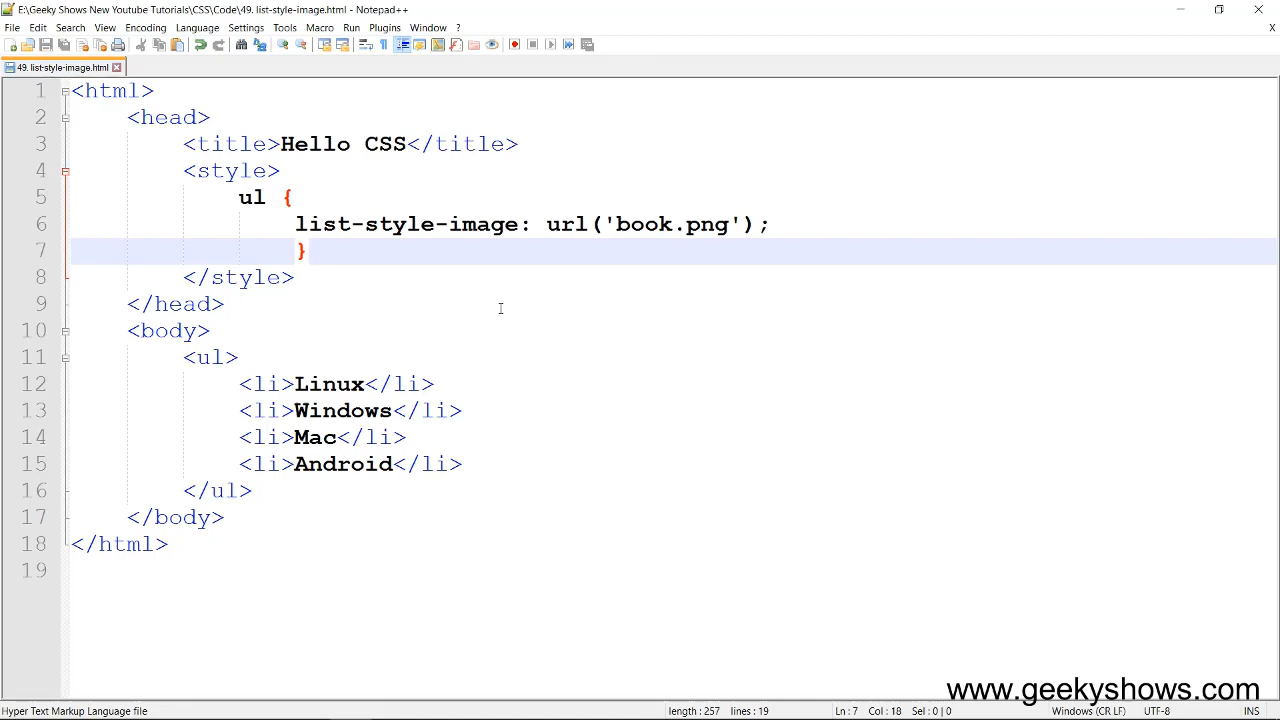 E:\Geeky Shows New Youtube Tutorials\CSS\Code\49. list-style-image.html - Notepad++
File Edit Search View Encoding Language Settings Tools Macro Run Plugins Window ?
X
49. list-style-image.html
1 <html>
2 <head>
3 <title>Hello CSS</title>
4 <style>
5 ul {
6 list-style-image: url('book.png');
7 }
8 </style>
9 </head>
10 <body>
11 <ul>
12 <li>Linux</li>
13 <li>Windows</li>
14 <li>Mac</li>
15 <li>Android</li>
16 </ul>
17 </body>
18 </html>
19
www.geekyshows.com
Hyper Text Markup Language file length : 257 lines : 19 Ln : 7 Col : 18 Sel : 0 | 0 Windows (CR LF) UTF-8 INS